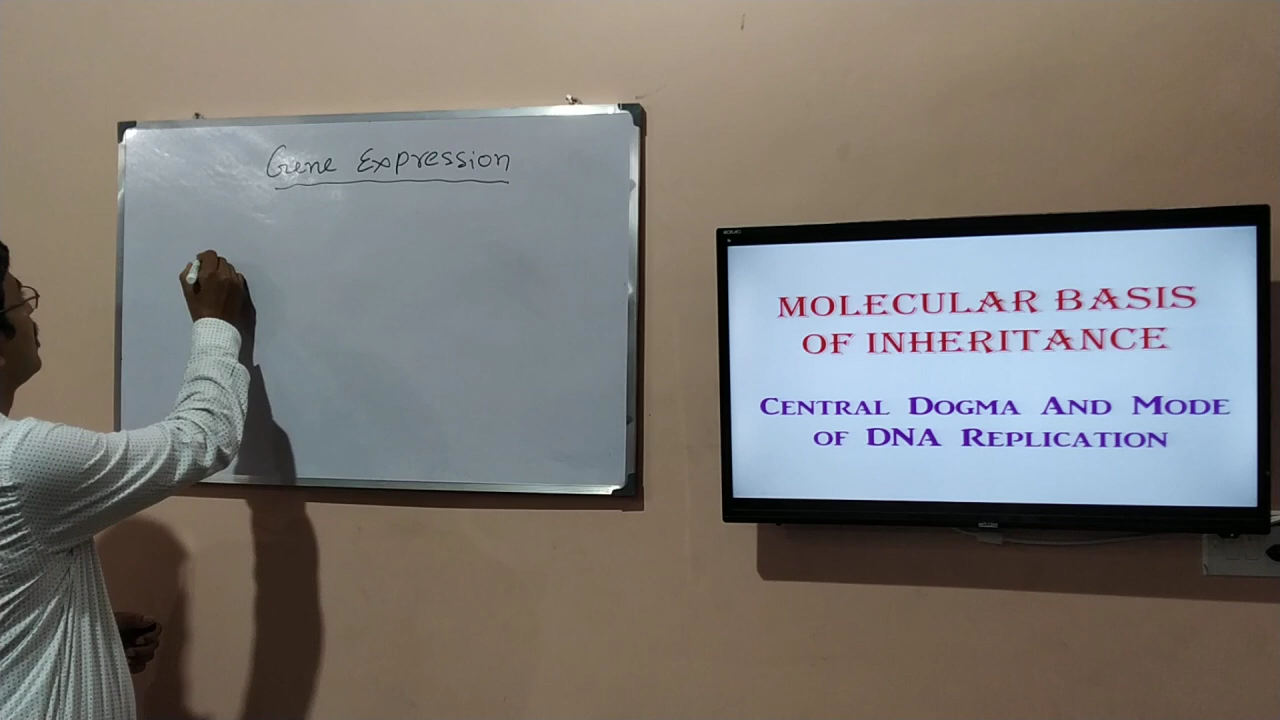 Gene Expression
MOLECULAR BASIS
OF INHERITANCE
CENTRAL DOGMA AND MODE
OF DNA REPLICATION